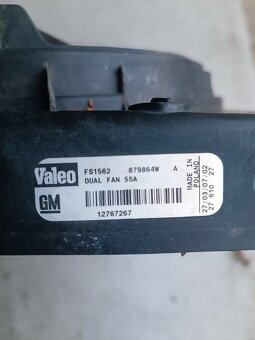 Valeo
FS1562 879864W A
DUAL FAN 55A
GM
12767267
MADE IN
POLAND
27/03/07 02
27 610 27